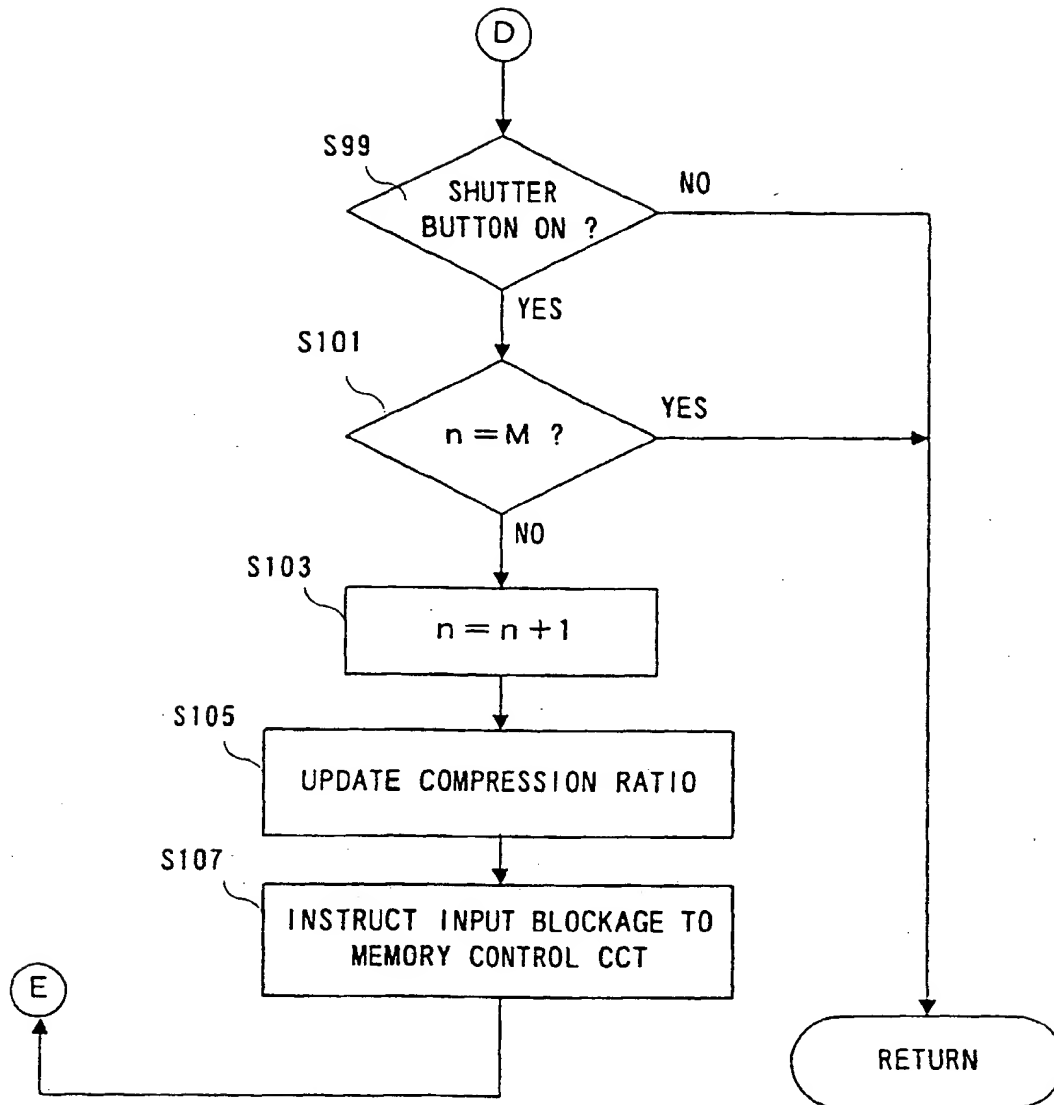 D
S99
SHUTTER
BUTTON ON ?
NO
YES
S101
n = M ?
YES
NO
S103
n = n + 1
S105
UPDATE COMPRESSION RATIO
S107
INSTRUCT INPUT BLOCKAGE TO
MEMORY CONTROL CCT
E
RETURN